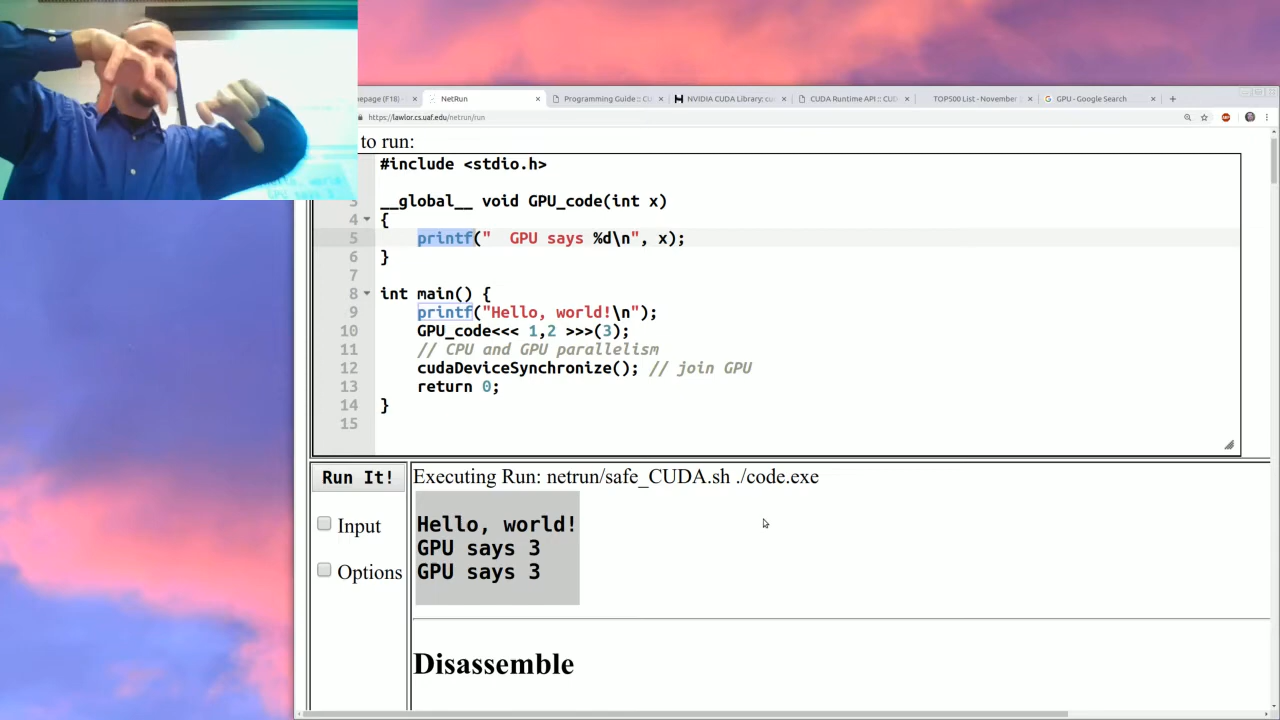 epage (F18)
NetRun
Programming Guide :: CU
NVIDIA CUDA Library: cu
CUDA Runtime API :: CUD
TOP500 List - November
GPU - Google Search
https://lawlor.cs.uaf.edu/netrun/run
to run:
#include <stdio.h>
3 __global__ void GPU_code(int x)
4 {
5 printf("  GPU says %d\n", x);
6 }
7
8 int main() {
9 printf("Hello, world!\n");
10 GPU_code<<< 1,2 >>>(3);
11 // CPU and GPU parallelism
12 cudaDeviceSynchronize(); // join GPU
13 return 0;
14 }
15
Run It!
Input
Options
Executing Run: netrun/safe_CUDA.sh ./code.exe
Hello, world!
GPU says 3
GPU says 3
Disassemble